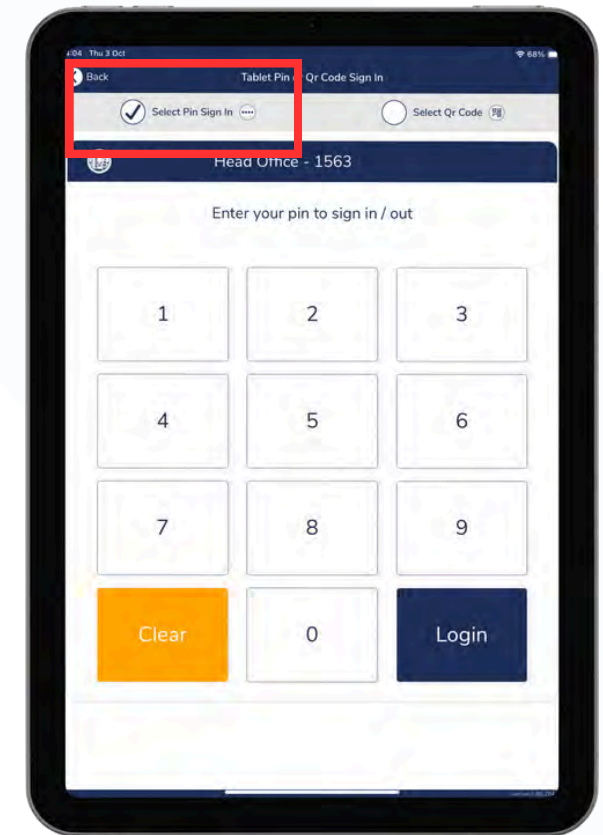 Thu 3 Oct 68%
Back Tablet Pin or Qr Code Sign In
Select Pin Sign In Select Qr Code
Head Office - 1563
Enter your pin to sign in / out
1 2 3
4 5 6
7 8 9
Clear 0 Login